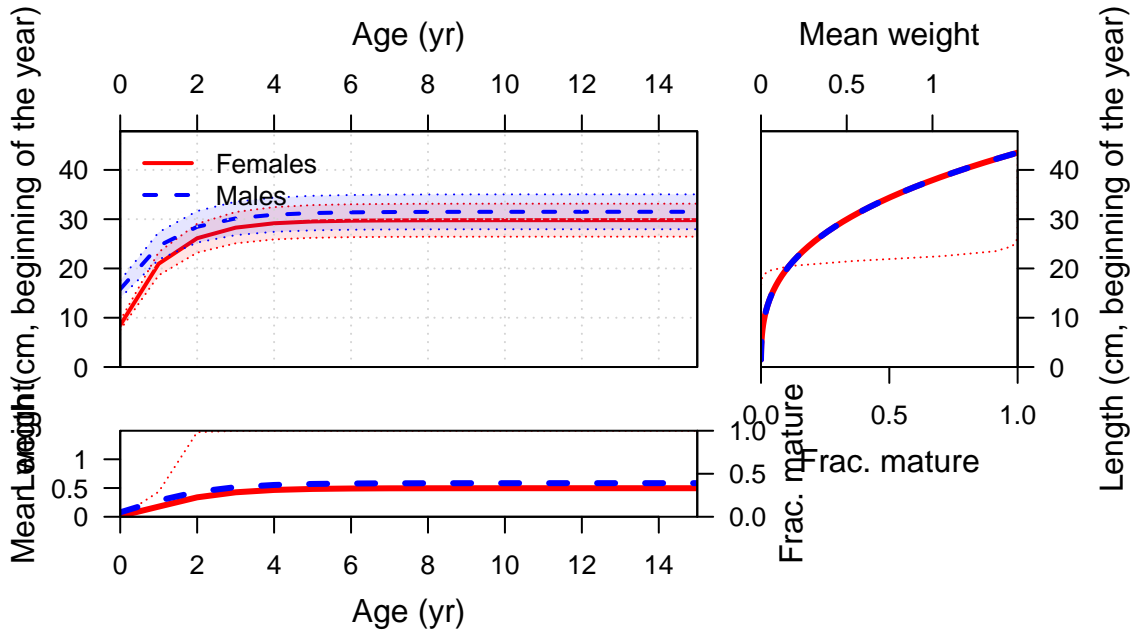 Age (yr)
Mean weight
0 2 4 6 8 10 12 14
0 0.5 1
Length (cm, beginning of the year)
40
30
20
10
0
Females
Males
40
30
20
10
0
Length (cm, beginning of the year)
0.0 0.5 1.0
Frac. mature
Mean weight
1
0.5
0
1.0
0.5
0.0
Frac. mature
0 2 4 6 8 10 12 14
Age (yr)